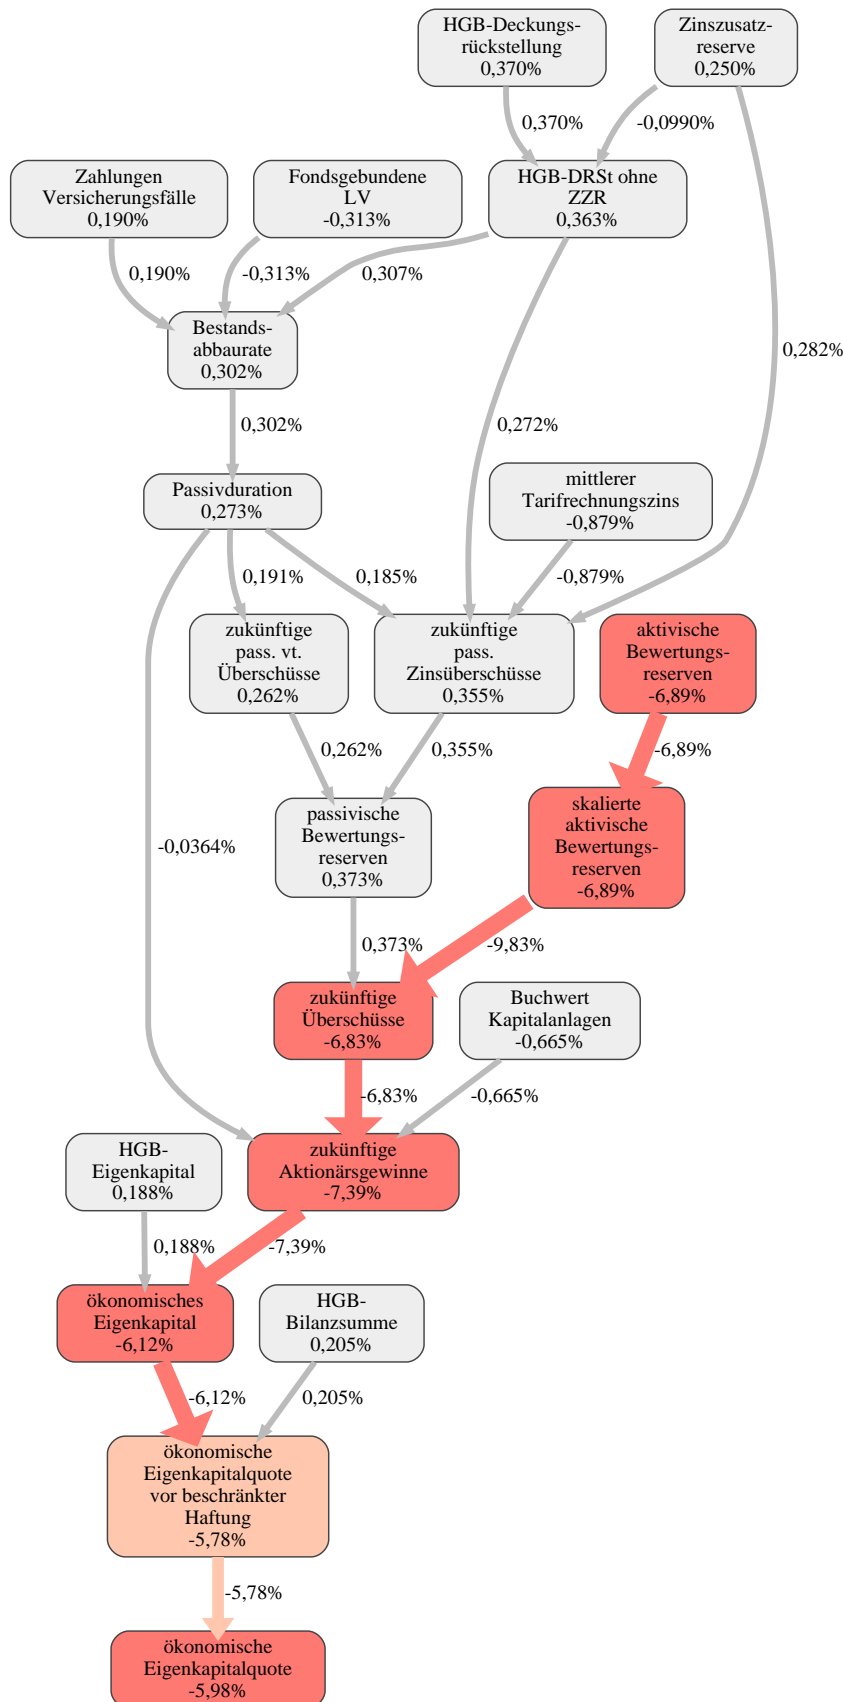 HGB-Deckungs-
rückstellung
0,370%
Zinszusatz-
reserve
0,250%
0,370%
-0,0990%
Zahlungen
Versicherungsfälle
0,190%
Fondsgebundene
LV
-0,313%
HGB-DRSt ohne
ZZR
0,363%
0,190%
-0,313%
0,307%
Bestands-
abbaurate
0,302%
0,282%
0,302%
0,272%
Passivduration
0,273%
mittlerer
Tarifrechnungszins
-0,879%
0,191%
0,185%
-0,879%
zukünftige
pass. vt.
Überschüsse
0,262%
zukünftige
pass.
Zinsüberschüsse
0,355%
aktivische
Bewertungs-
reserven
-6,89%
0,262%
0,355%
-6,89%
passivische
Bewertungs-
reserven
0,373%
skalierte
aktivische
Bewertungs-
reserven
-6,89%
-0,0364%
0,373%
-9,83%
zukünftige
Überschüsse
-6,83%
Buchwert
Kapitalanlagen
-0,665%
-6,83%
-0,665%
HGB-
Eigenkapital
0,188%
zukünftige
Aktionärsgewinne
-7,39%
0,188%
-7,39%
ökonomisches
Eigenkapital
-6,12%
HGB-
Bilanzsumme
0,205%
-6,12%
0,205%
ökonomische
Eigenkapitalquote
vor beschränkter
Haftung
-5,78%
-5,78%
ökonomische
Eigenkapitalquote
-5,98%